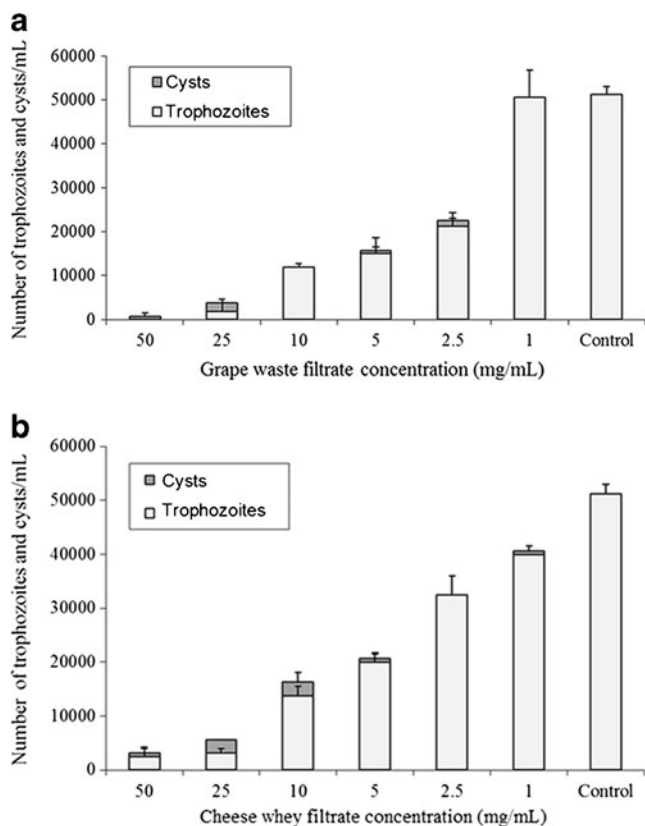 a
Number of trophozoites and cysts/mL
60000
50000
40000
30000
20000
10000
0
Cysts
Trophozoites
50 25 10 5 2.5 1 Control
Grape waste filtrate concentration (mg/mL)
b
Number of trophozoites and cysts/mL
60000
50000
40000
30000
20000
10000
0
Cysts
Trophozoites
50 25 10 5 2.5 1 Control
Cheese whey filtrate concentration (mg/mL)